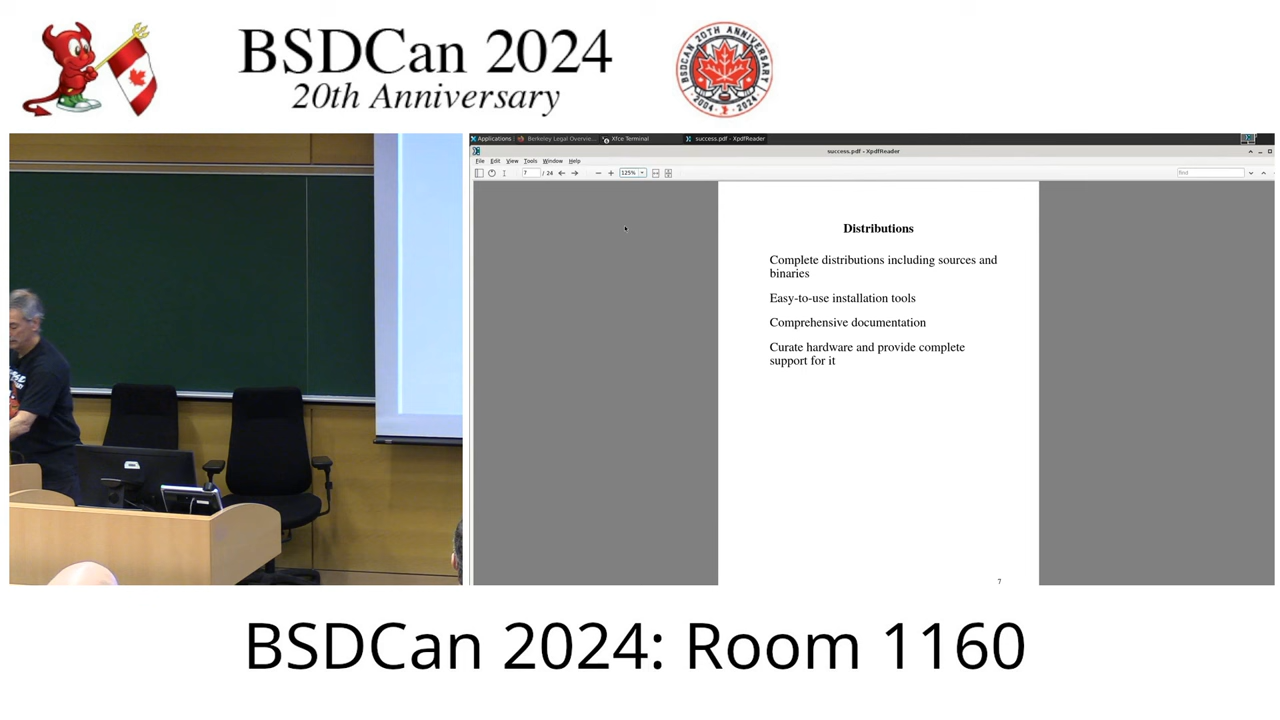 BSDCan 2024
20th Anniversary
BSDCAN 20TH ANNIVERSARY
2004 2024
Applications
Berkeley Legal Overvie...
Xfce Terminal
success.pdf - XpdfReader
success.pdf - XpdfReader
File Edit View Tools Window Help
7 / 24 125% Find
Distributions
Complete distributions including sources and
binaries
Easy-to-use installation tools
Comprehensive documentation
Curate hardware and provide complete
support for it
7
BSDCan 2024: Room 1160